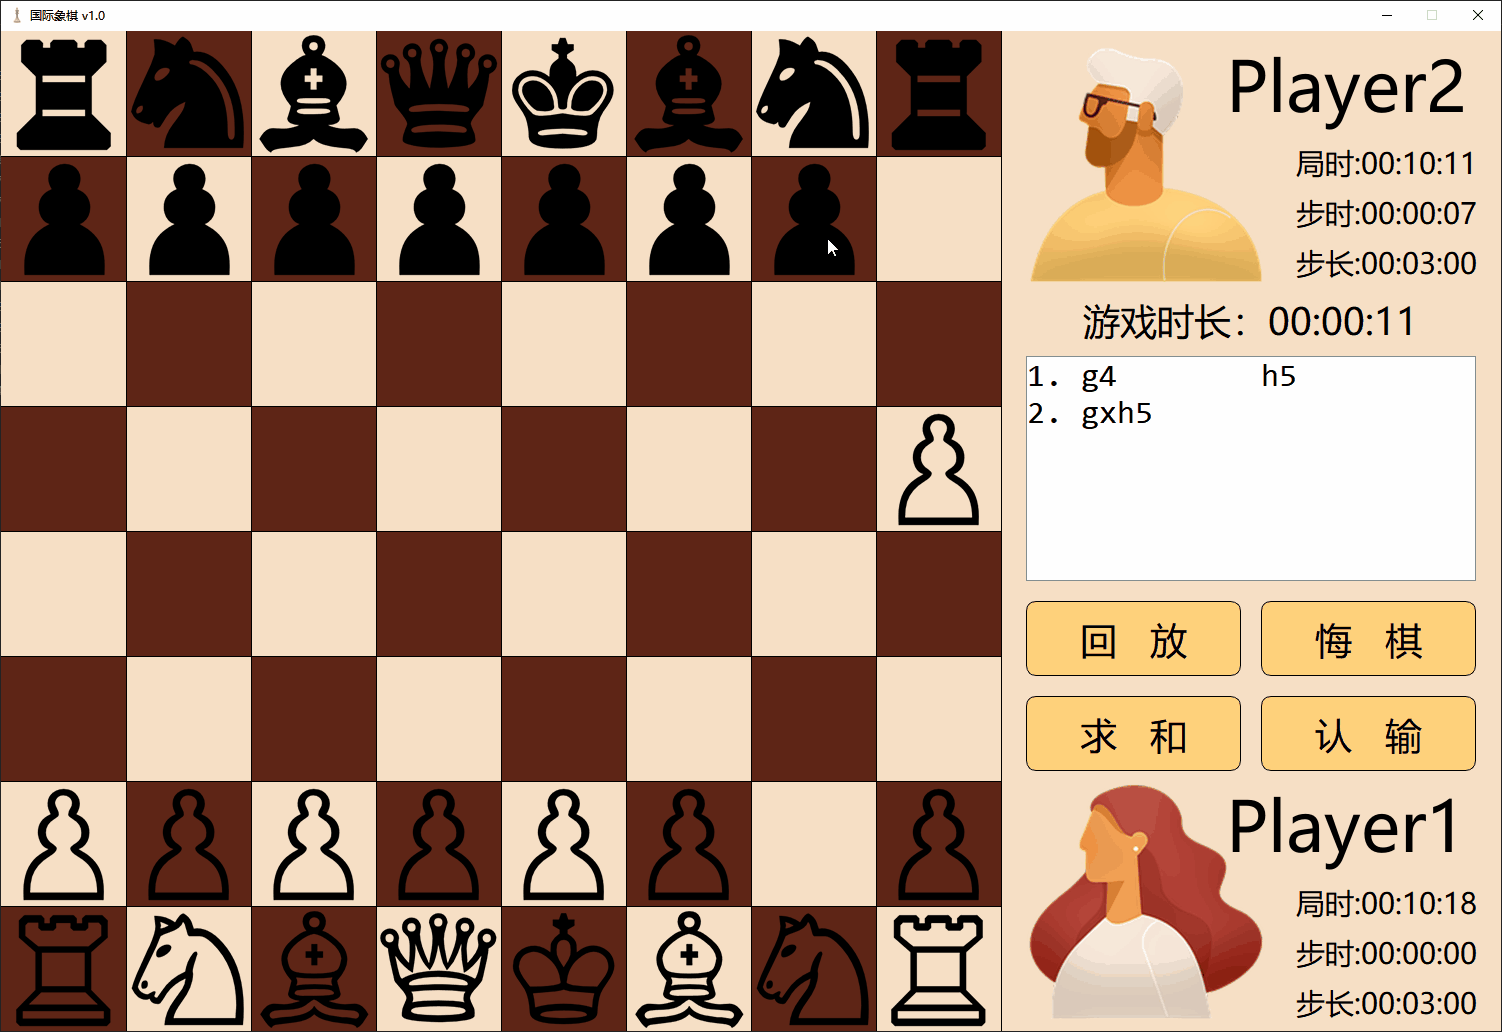 国际象棋 v1.0
Player2
局时:00:10:11
步时:00:00:07
步长:00:03:00
游戏时长：00:00:11
1. g4 h5
2. gxh5
回 放
悔 棋
求 和
认 输
Player1
局时:00:10:18
步时:00:00:00
步长:00:03:00